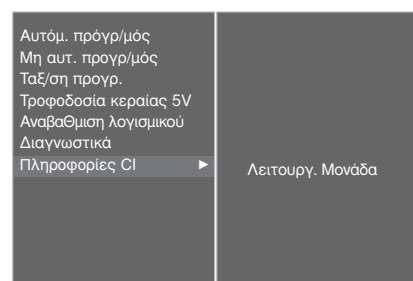 Αυτόμ. πρόγρ/μός
Μη αυτ. προγρ/μός
Ταξ/ση προγρ.
Τροφοδοσία κεραίας 5V
ΑναβαΘμιση λογισμικού
Διαγνωστικά
Πληροφορίες CI ►
Λειτουργ. Μονάδα